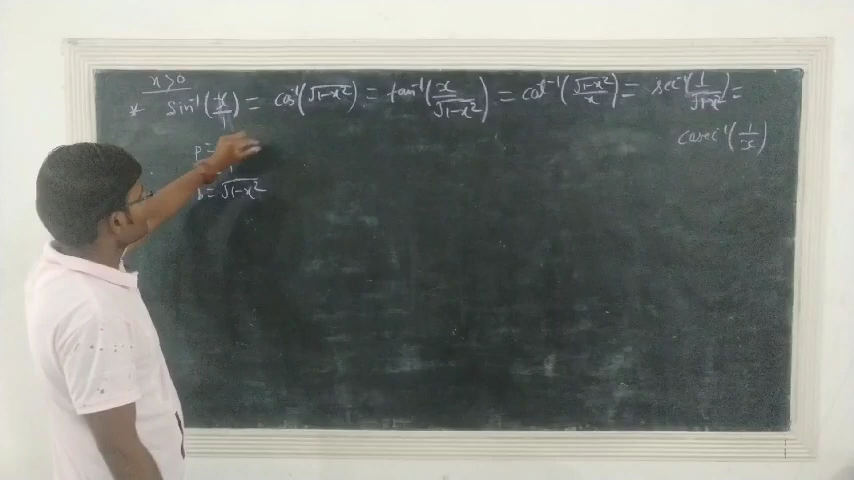 x>0
* sin⁻¹(x/1) = cos⁻¹(√1-x²) = tan⁻¹(x/√1-x²) = cot⁻¹(√1-x²/x) = sec⁻¹(1/√1-x²) =
cosec⁻¹(1/x)
p =
= 1
b = √1-x²